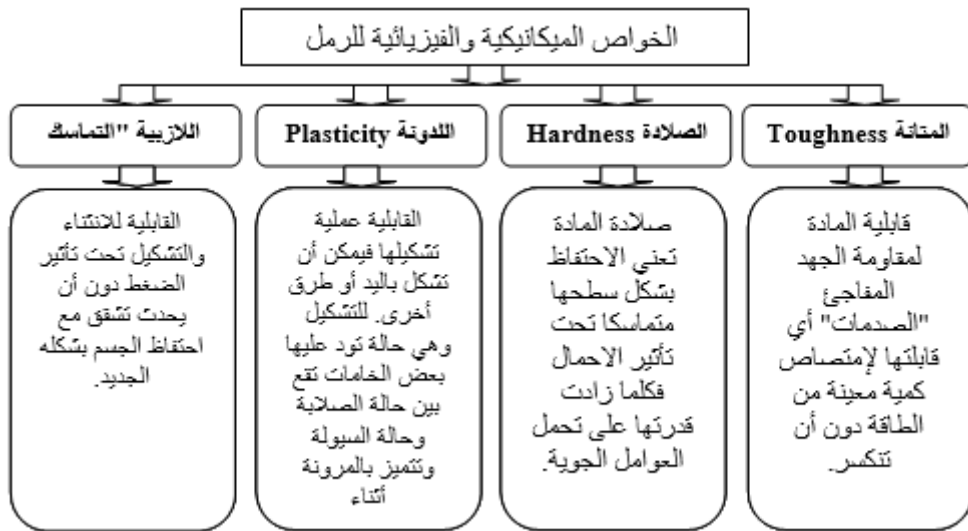 الخواص الميكانيكية والفيزيائية للرمل
المتانة Toughness
الصلادة Hardness
اللدونة Plasticity
اللازبية "التماسك
قابلية المادة
لمقاومة الجهد
المفاجئ
"الصدمات" أي
قابلتها لإمتصاص
كمية معينة من
الطاقة دون أن
تتكسر.
صلادة المادة
تعني الاحتفاظ
بشكل سطحها
متماسكا تحت
تأثير الاحمال
فكلما زادت
قدرتها على تحمل
العوامل الجوية.
القابلية عملية
تشكيلها فيمكن أن
تشكل باليد أو طرق
أخرى. للتشكيل
وهي حالة تود عليها
بعض الخامات تقع
بين حالة الصلابة
وحالة السيولة
وتتميز بالمرونة
أثناء
القابلية للانثناء
والتشكيل تحت تأثير
الضغط دون أن
يحدث تشقق مع
احتفاظ الجسم بشكله
الجديد.